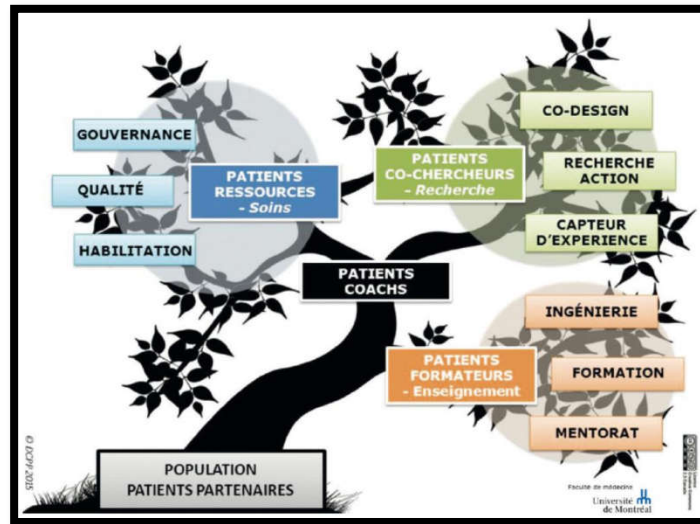 GOUVERNANCE
QUALITÉ
HABILITATION
PATIENTS
RESSOURCES
- Soins
PATIENTS
CO-CHERCHEURS
- Recherche
CO-DESIGN
RECHERCHE
ACTION
CAPTEUR
D'EXPERIENCE
PATIENTS
COACHS
PATIENTS
FORMATEURS
- Enseignement
INGÉNIERIE
FORMATION
MENTORAT
POPULATION
PATIENTS PARTENAIRES
© DCPP 2015
Faculté de médecine
Université
de Montréal